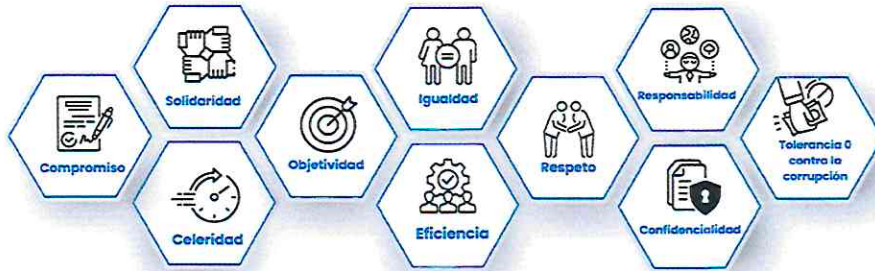 Compromiso
Solidaridad
Celeridad
Objetividad
Igualdad
Eficiencia
Respeto
Responsabilidad
Confidencialidad
Tolerancia 0
contra la
corrupción